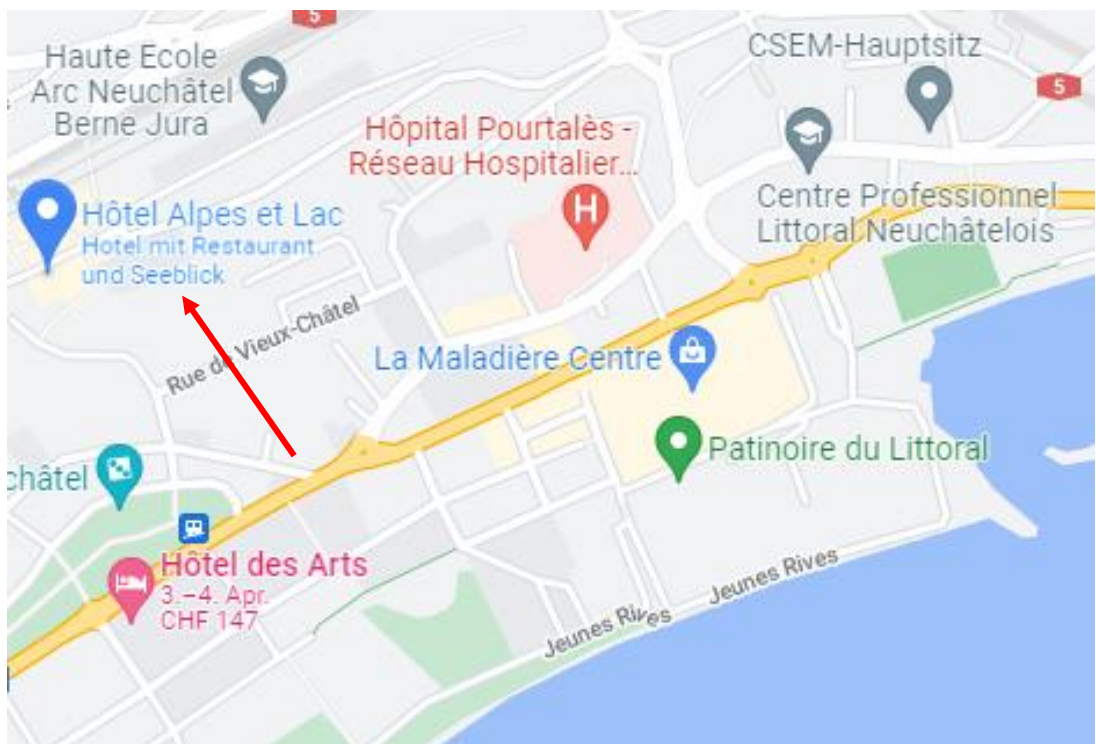 5
Haute Ecole
Arc Neuchâtel
Berne Jura
CSEM-Hauptsitz
5
Hôpital Pourtalès -
Réseau Hospitalier...
H
Centre Professionnel
Littoral Neuchâtelois
Hôtel Alpes et Lac
Hotel mit Restaurant
und Seeblick
Rue de Vieux-Châtel
La Maladière Centre
Patinoire du Littoral
châtel
Hôtel des Arts
3.–4. Apr.
CHF 147
Jeunes Rives
Jeunes Rives